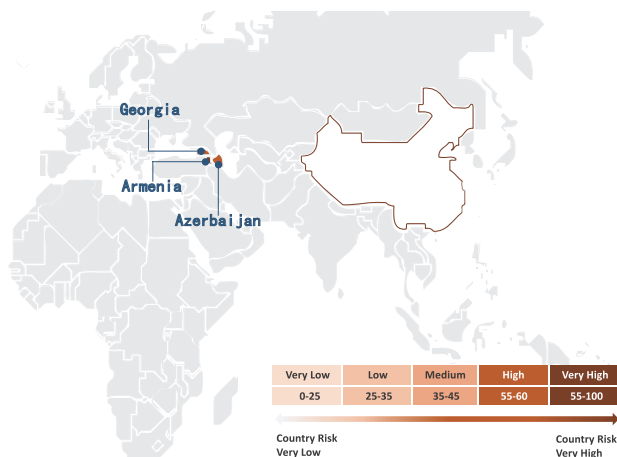 Georgia
Armenia
Azerbaijan
Very Low Low Medium High Very High
0-25 25-35 35-45 55-60 55-100
Country Risk
Very Low
Country Risk
Very High